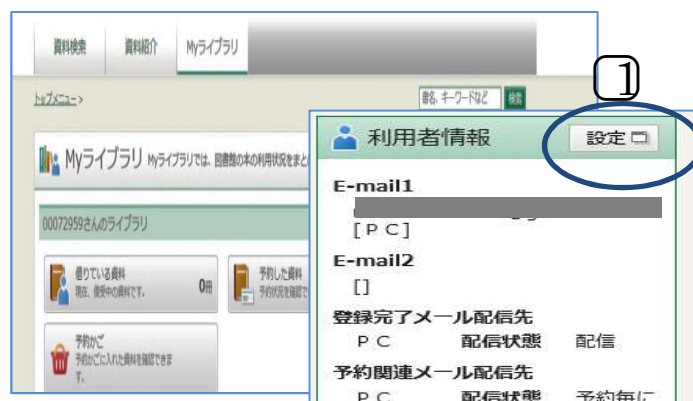 資料検索 資料紹介 Myライブラリ
トップメニュー >
書名、キーワードなど 検索
Myライブラリ Myライブラリでは、図書館の本の利用状況をまとめ
00072959さんのライブラリ
借りている資料
現在、借受中の資料です。
0冊
予約した資料
予約状況を確認で
予約かご
予約かごに入れた資料を確認できま
す。
1
利用者情報 設定
E-mail1
[ＰＣ]
E-mail2
[]
登録完了メール配信先
ＰＣ 配信状態 配信
予約関連メール配信先
ＰＣ 配信状態 予約毎に